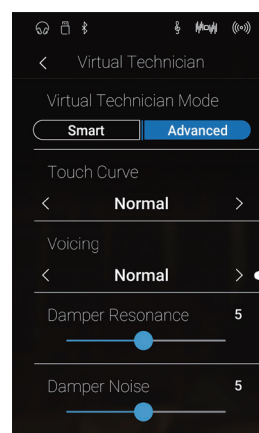 Virtual Technician
Virtual Technician Mode
Smart Advanced
Touch Curve
Normal
Voicing
Normal
Damper Resonance 5
Damper Noise 5